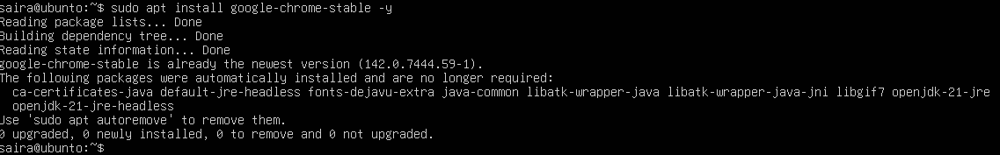 saira@ubunto:~$ sudo apt install google-chrome-stable -y
Reading package lists... Done
Building dependency tree... Done
Reading state information... Done
google-chrome-stable is already the newest version (142.0.7444.59-1).
The following packages were automatically installed and are no longer required:
  ca-certificates-java default-jre-headless fonts-dejavu-extra java-common libatk-wrapper-java libatk-wrapper-java-jni libgif7 openjdk-21-jre
  openjdk-21-jre-headless
Use 'sudo apt autoremove' to remove them.
0 upgraded, 0 newly installed, 0 to remove and 0 not upgraded.
saira@ubunto:~$